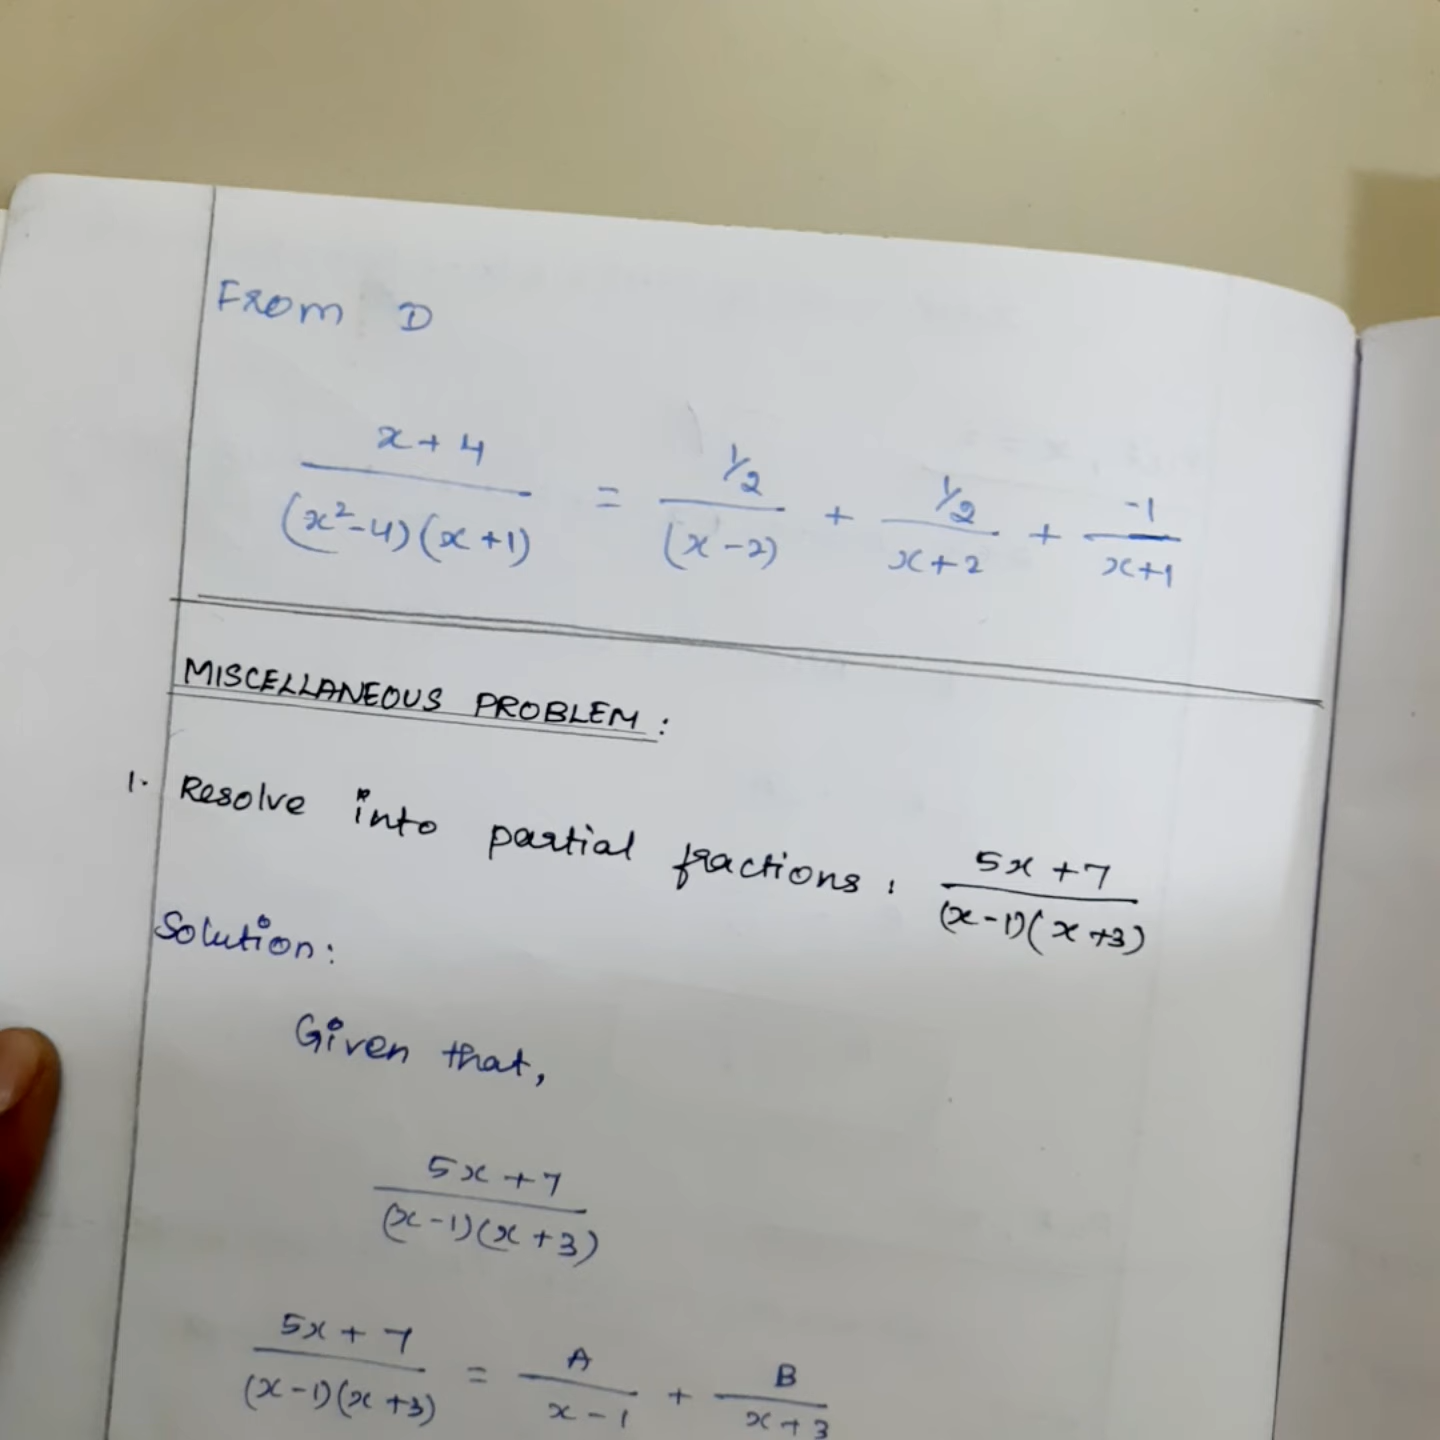 From ①
x+4 / (x²-4)(x+1) = ½ / (x-2) + ½ / x+2 + -1 / x+1
MISCELLANEOUS PROBLEM:
1. Resolve into partial fractions: 5x+7 / (x-1)(x+3)
Solution:
Given that,
5x+7 / (x-1)(x+3)
5x+7 / (x-1)(x+3) = A / x-1 + B / x+3